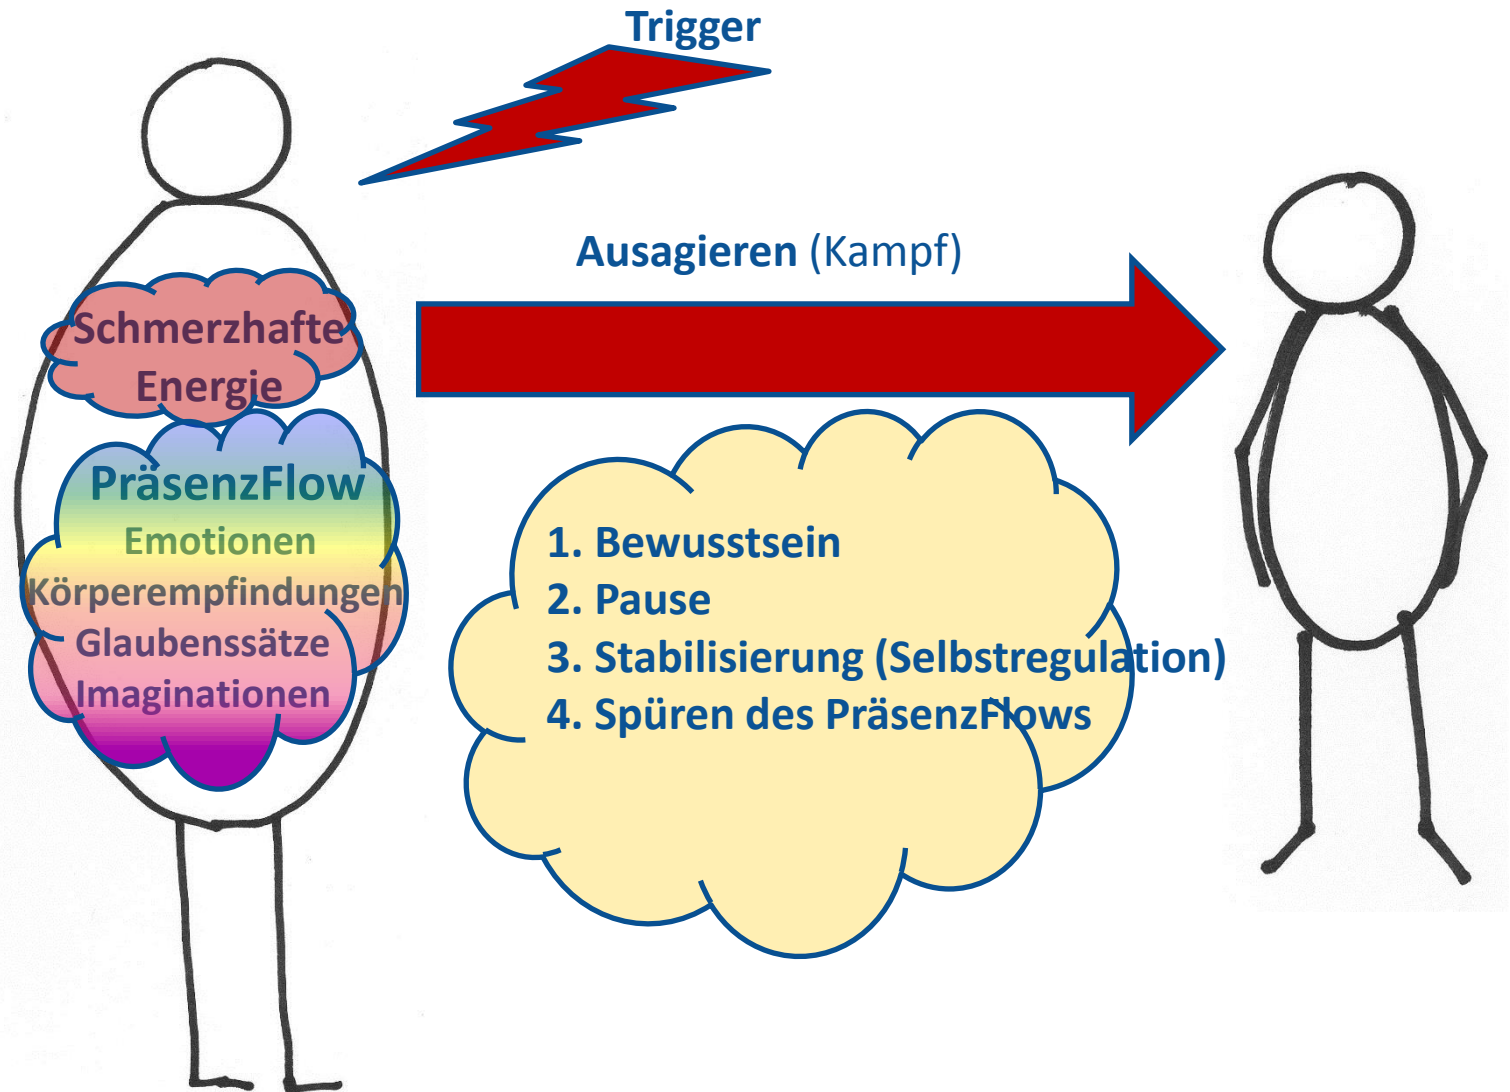 Trigger
Ausagieren (Kampf)
Schmerzhafte
Energie
PräsenzFlow
Emotionen
Körperempfindungen
Glaubenssätze
Imaginationen
1. Bewusstsein
2. Pause
3. Stabilisierung (Selbstregulation)
4. Spüren des PräsenzFlows